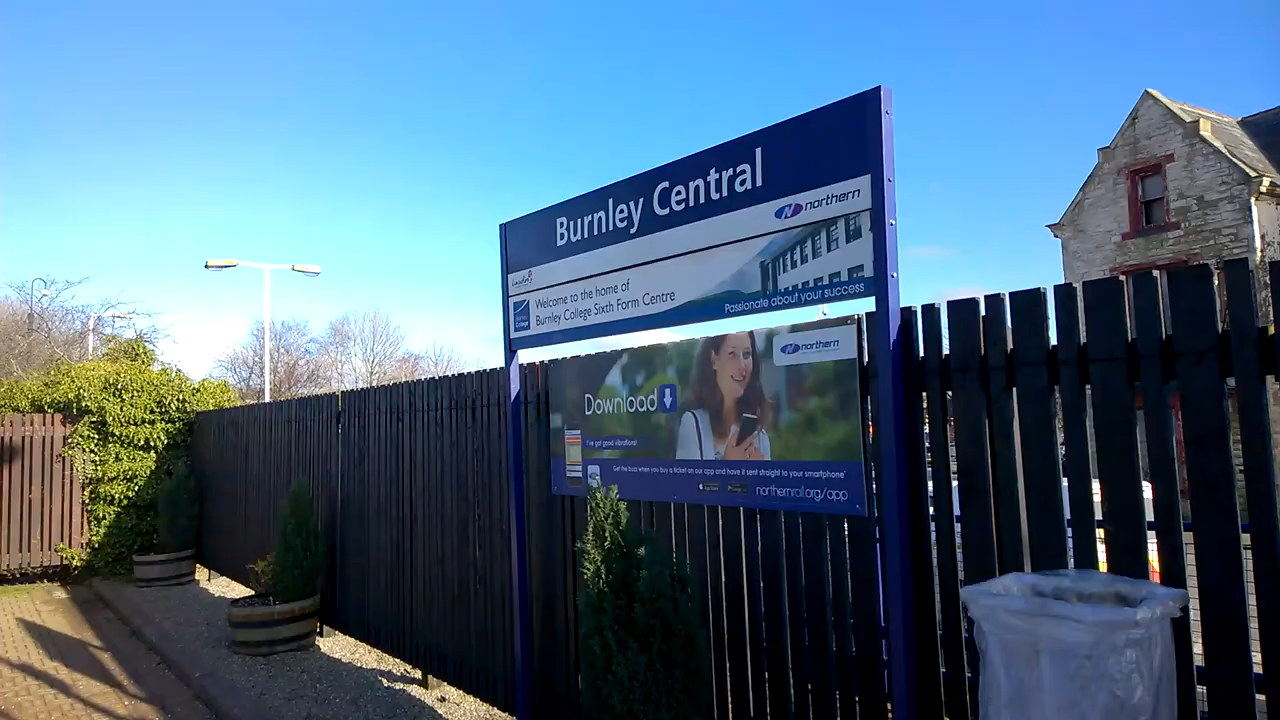 Burnley Central
northern
Welcome to the home of
Burnley College Sixth Form Centre
Burnley
College
Passionate about your success
northern
Download
I've got good vibrations!
Get the buzz when you buy a ticket on our app and have it sent straight to your smartphone*
northernrail.org/app